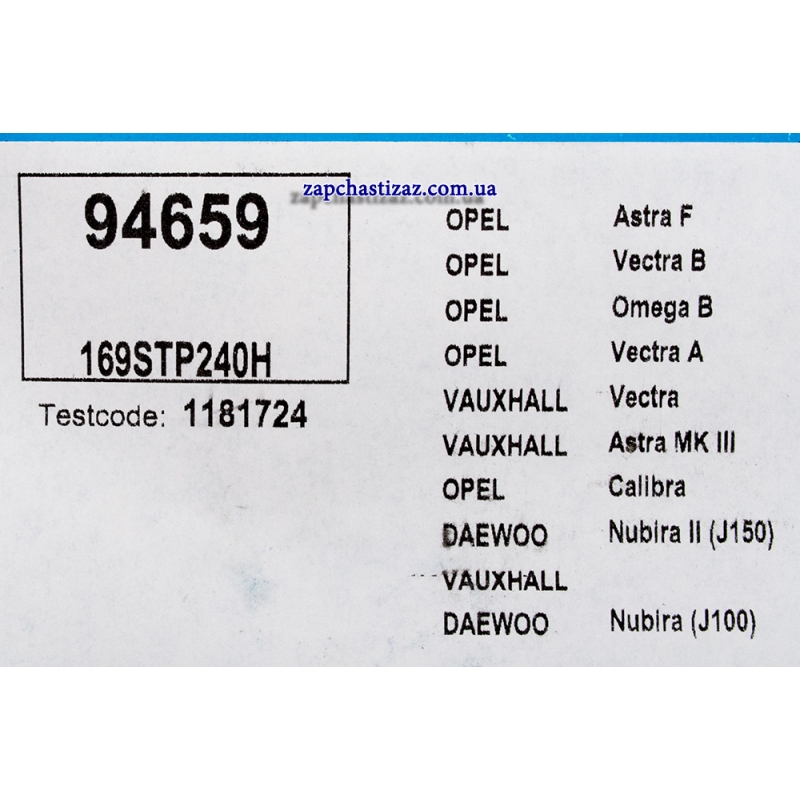 zapchastizaz.com.ua
94659
169STP240H
Testcode: 1181724
OPEL Astra F
OPEL Vectra B
OPEL Omega B
OPEL Vectra A
VAUXHALL Vectra
VAUXHALL Astra MK III
OPEL Calibra
DAEWOO Nubira II (J150)
VAUXHALL
DAEWOO Nubira (J100)